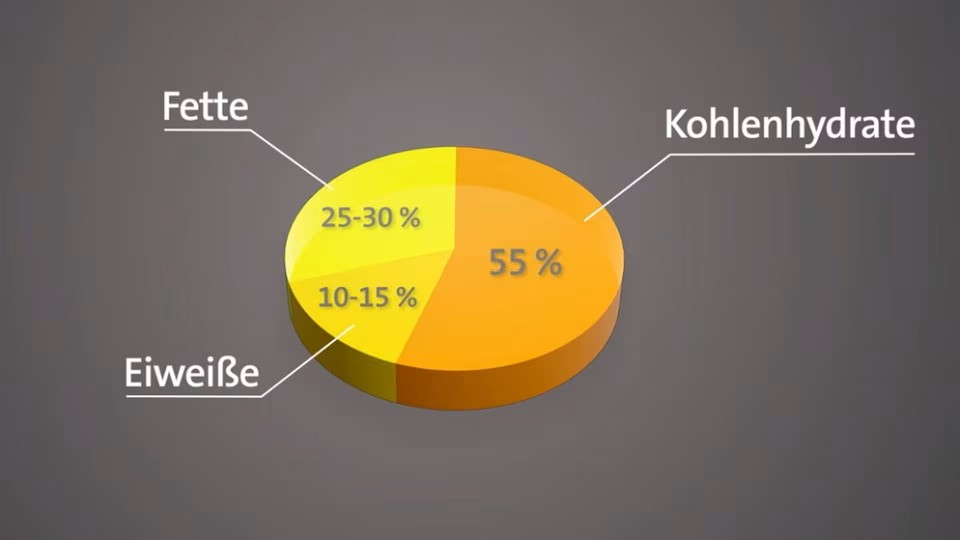 Fette
Kohlenhydrate
25-30 %
55 %
10-15 %
Eiweiße